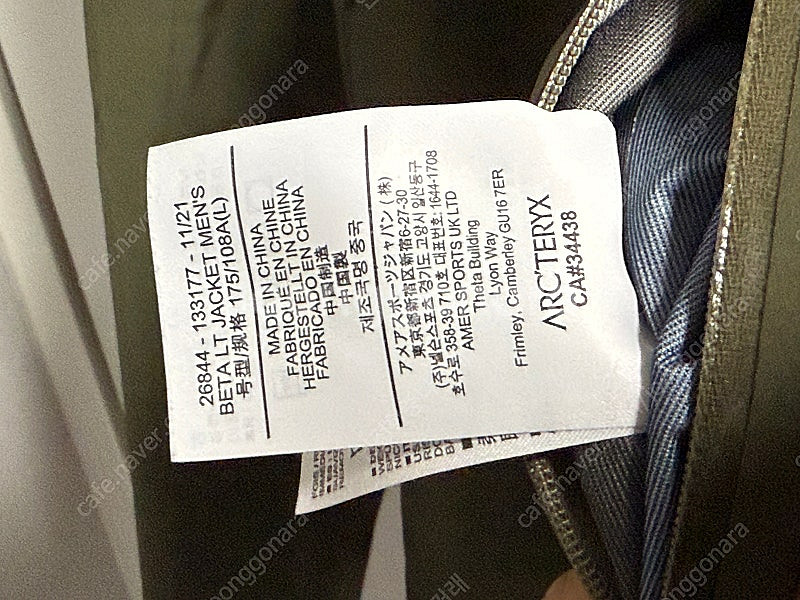 26844 - 133177 - 11/21
BETA LT JACKET MEN'S
号型/规格 175/108A(L)
MADE IN CHINA
FABRIQUE EN CHINE
HERGESTELLT IN CHINA
FABRICADO EN CHINA
中国制造
中国製
제조국명 중국
アメアスポーツジャパン(株)
東京都新宿区新宿6-27-30
(주)넬슨스포츠 경기도 고양시 일산동구
호수로 358-39 710호 대표번호: 1644-1708
AMER SPORTS UK LTD
Theta Building
Lyon Way
Frimley, Camberley GU16 7ER
ARC'TERYX
CA#34438